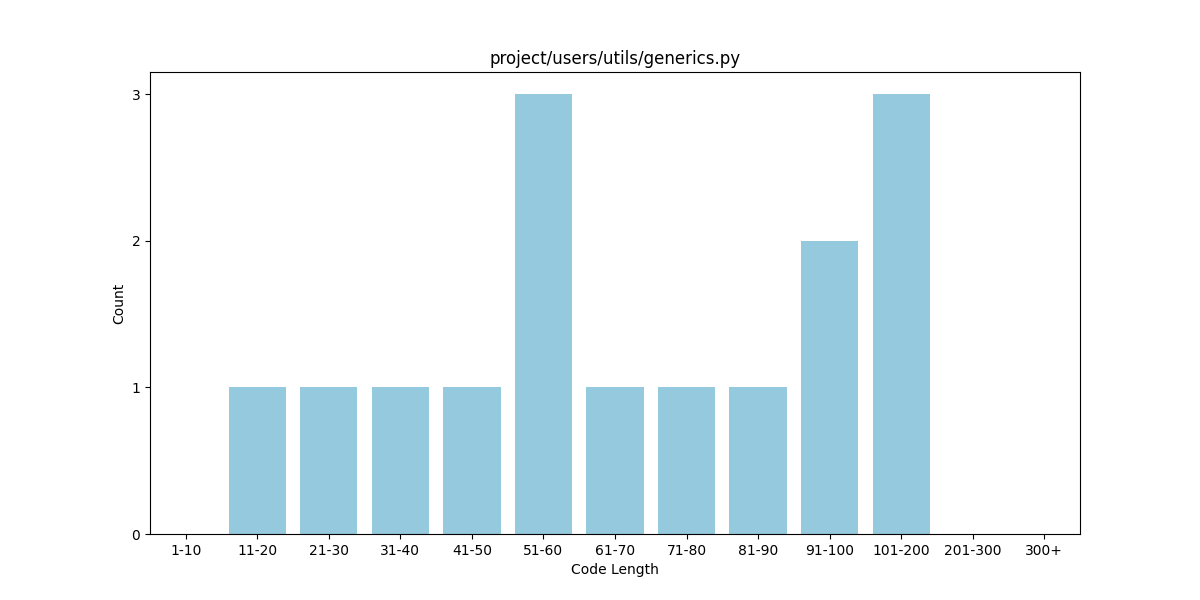 project/users/utils/generics.py
3
2
1
0
Count
1-10 11-20 21-30 31-40 41-50 51-60 61-70 71-80 81-90 91-100 101-200 201-300 300+
Code Length